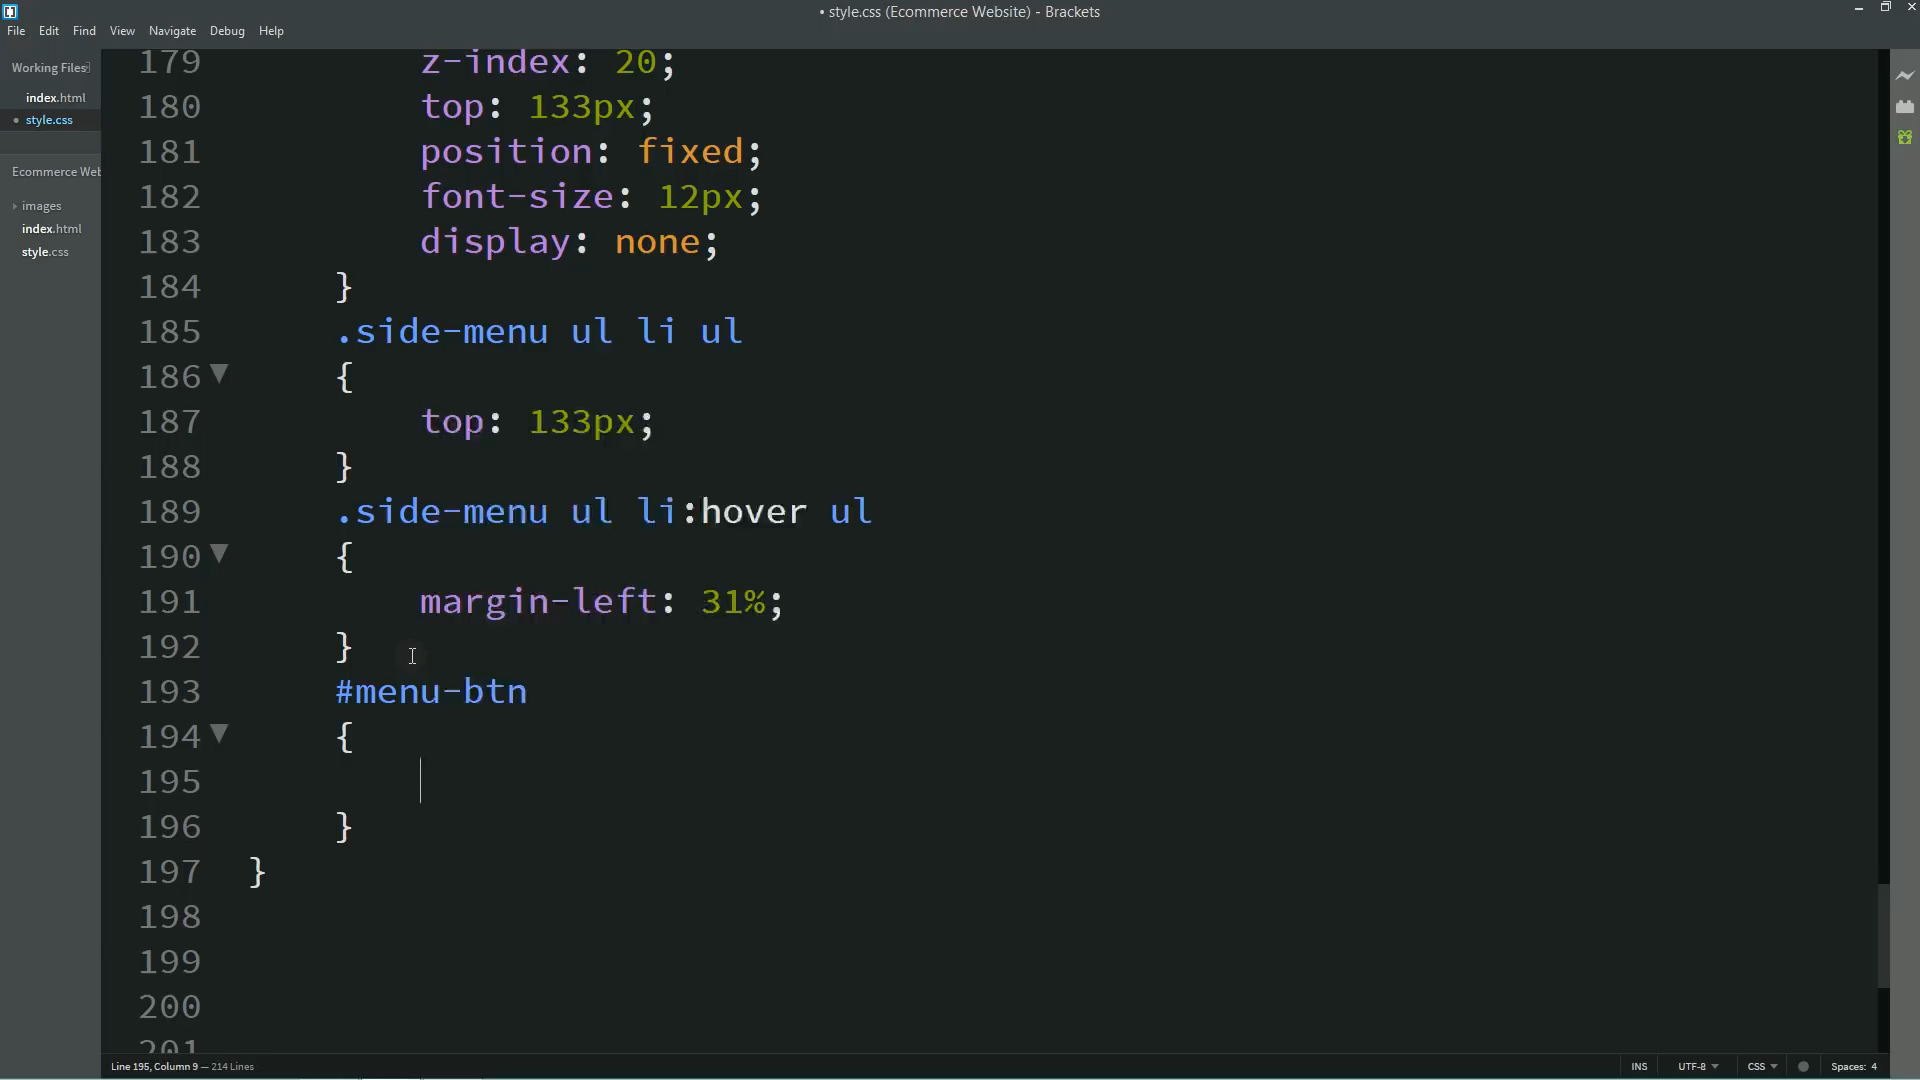 • style.css (Ecommerce Website) - Brackets
File Edit Find View Navigate Debug Help
Working Files
index.html
• style.css
Ecommerce Web
images
index.html
style.css
179 z-index: 20;
180 top: 133px;
181 position: fixed;
182 font-size: 12px;
183 display: none;
184 }
185 .side-menu ul li ul
186 {
187 top: 133px;
188 }
189 .side-menu ul li:hover ul
190 {
191 margin-left: 31%;
192 }
193 #menu-btn
194 {
195
196 }
197 }
198
199
200
201
Line 195, Column 9 — 214 Lines
INS UTF-8 CSS Spaces: 4